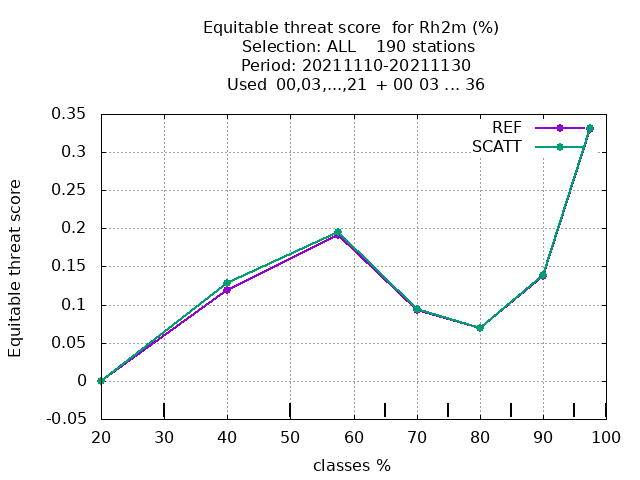 Equitable threat score for Rh2m (%)
Selection: ALL 190 stations
Period: 20211110-20211130
Used 00,03,...,21 + 00 03 ... 36
REF
SCATT
0.35
0.3
0.25
0.2
0.15
0.1
0.05
0
-0.05
Equitable threat score
20 30 40 50 60 70 80 90 100
classes %